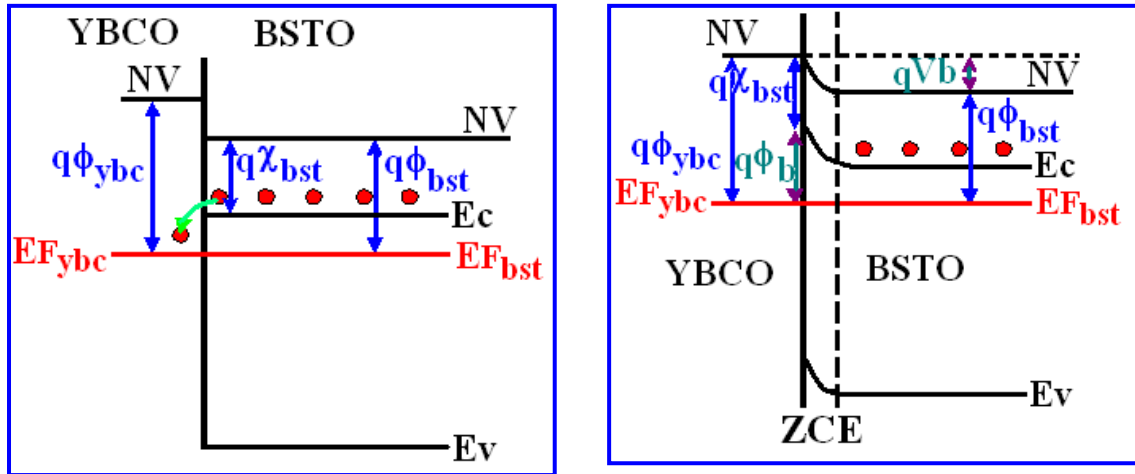 YBCO BSTO
NV
NV
qϕybc
qχbst
qϕbst
Ec
EFybc
EFbst
Ev
NV
qVb
NV
qχbst
qϕbst
qϕybc
qϕb
Ec
EFybc
EFbst
YBCO
BSTO
Ev
ZCE